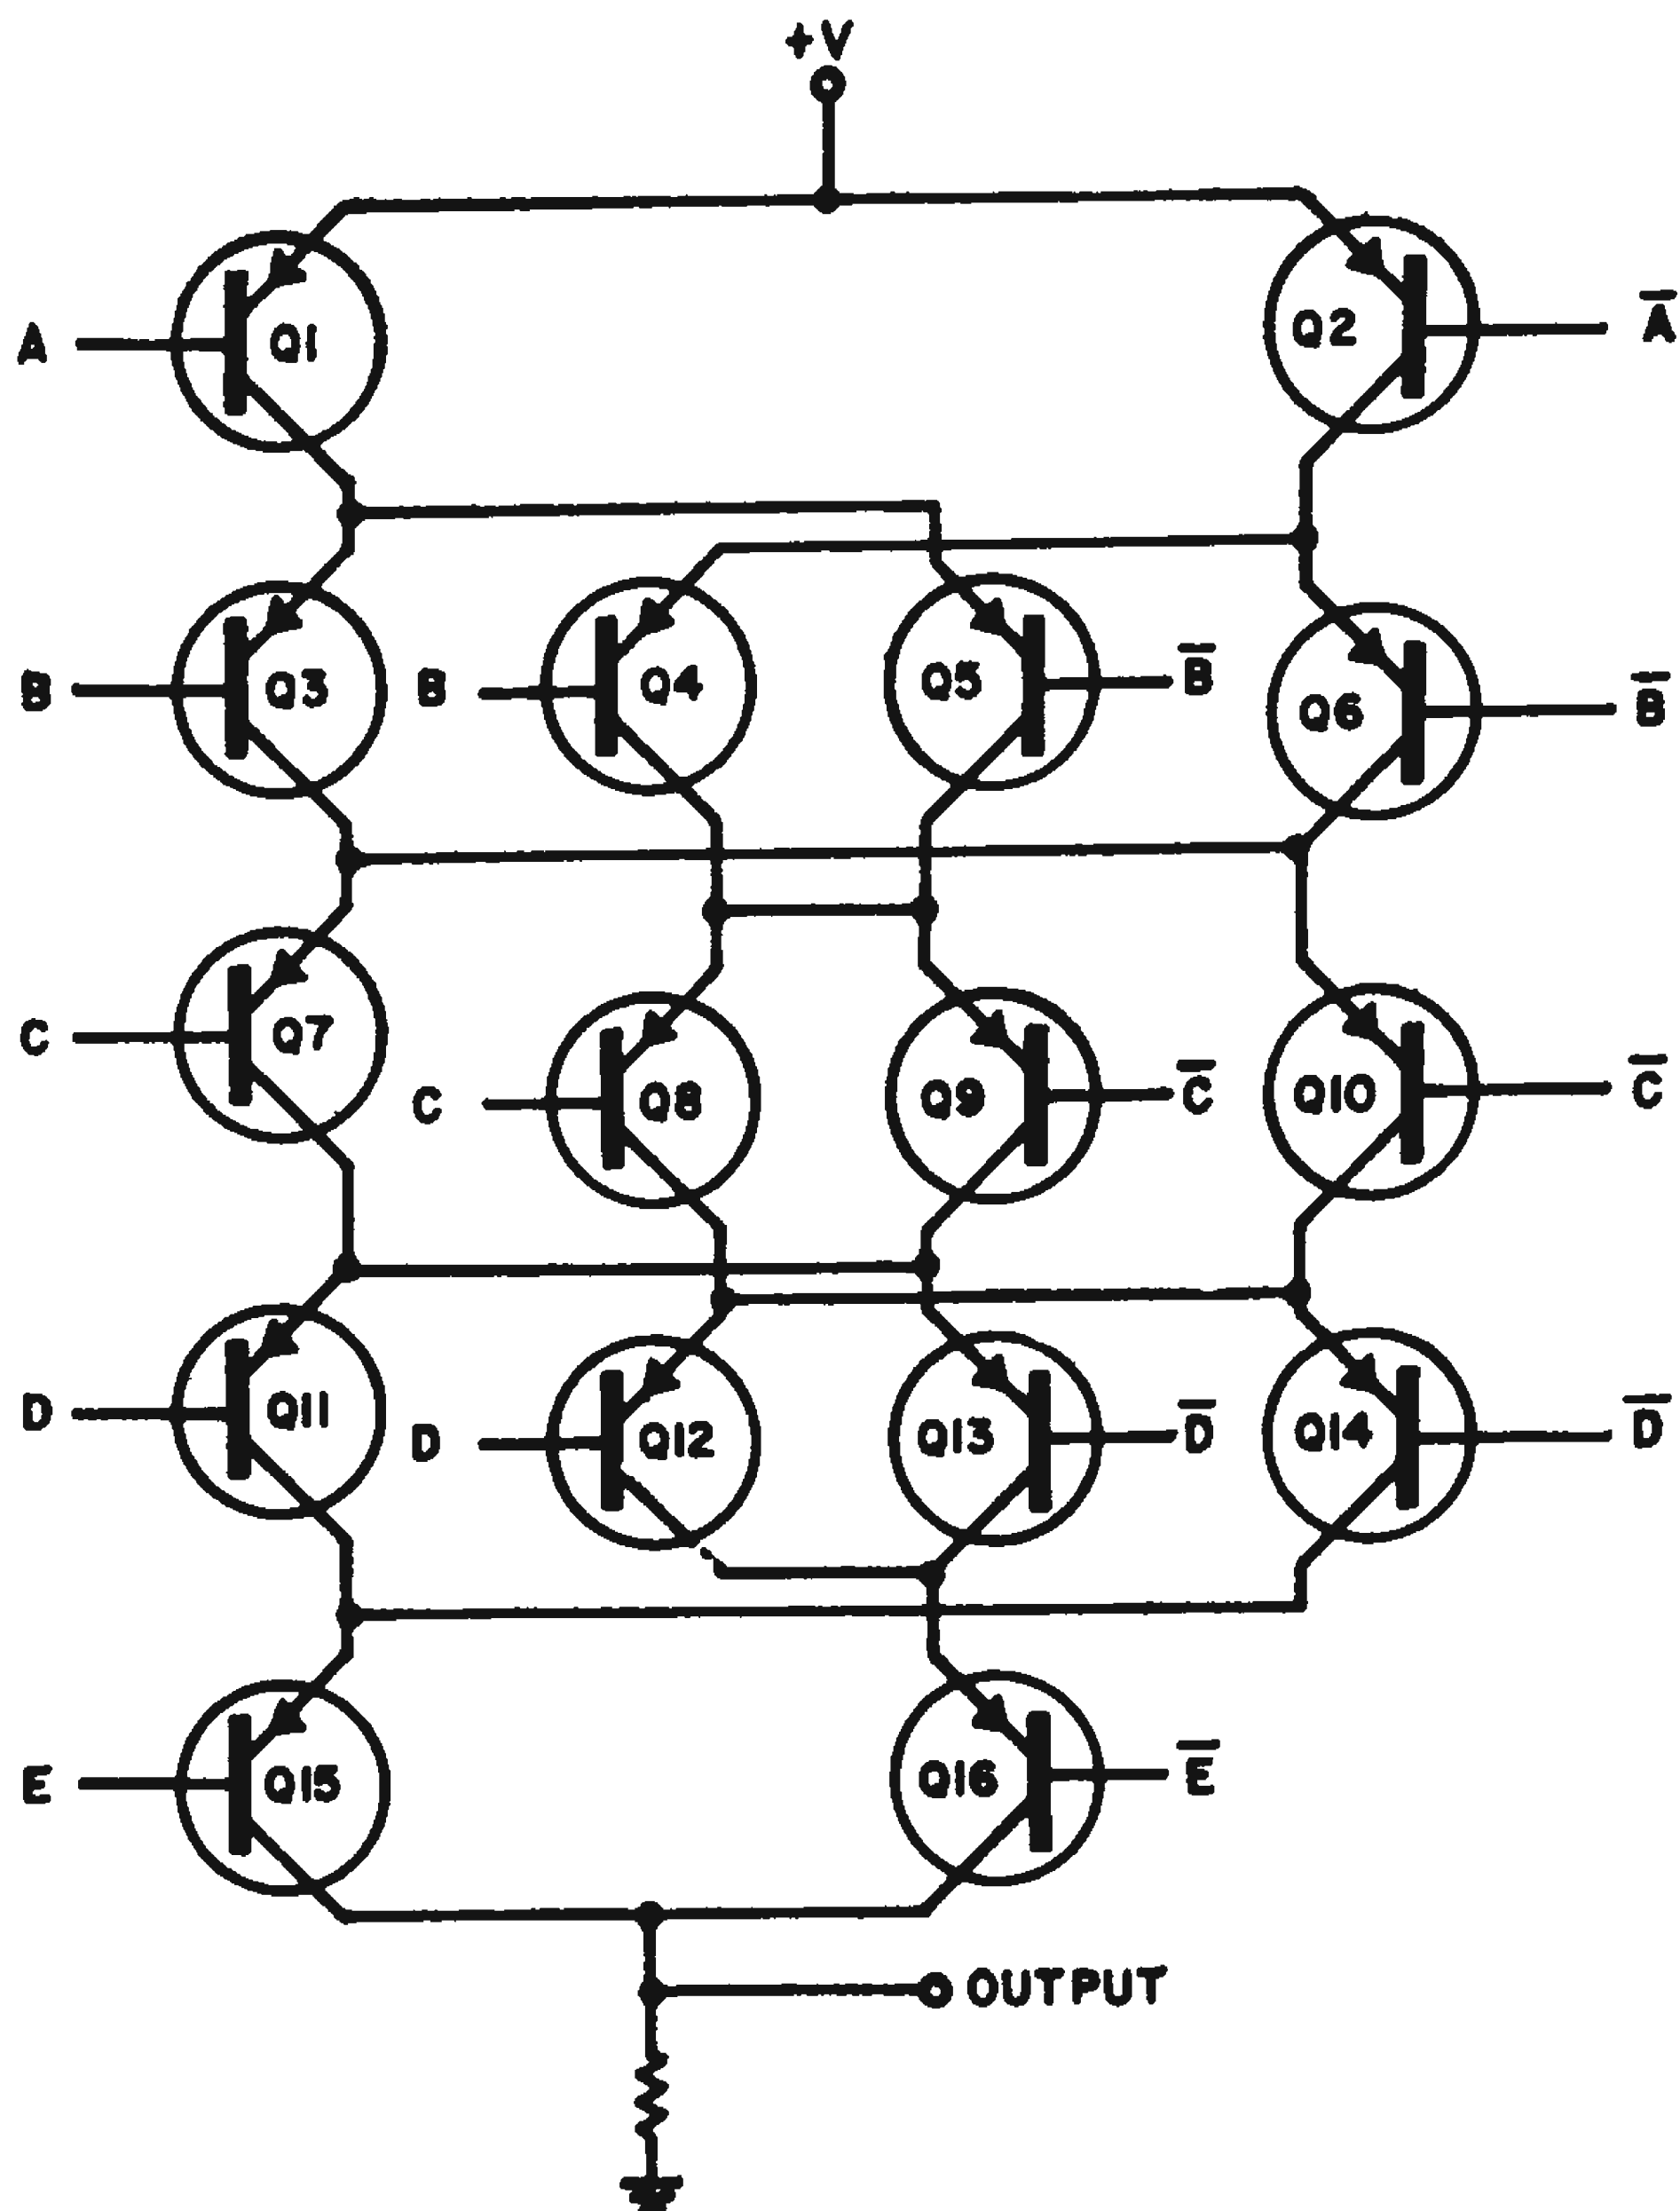 +V
A Q1 Q2 A̅
B Q3 B Q4 Q5 B̅ Q6 B̅
C Q7
C Q8 Q9 C̅ Q10 C̅
D Q11 D Q12 Q13 D̅ Q14 D̅
E Q15 Q16 E̅
OUTPUT